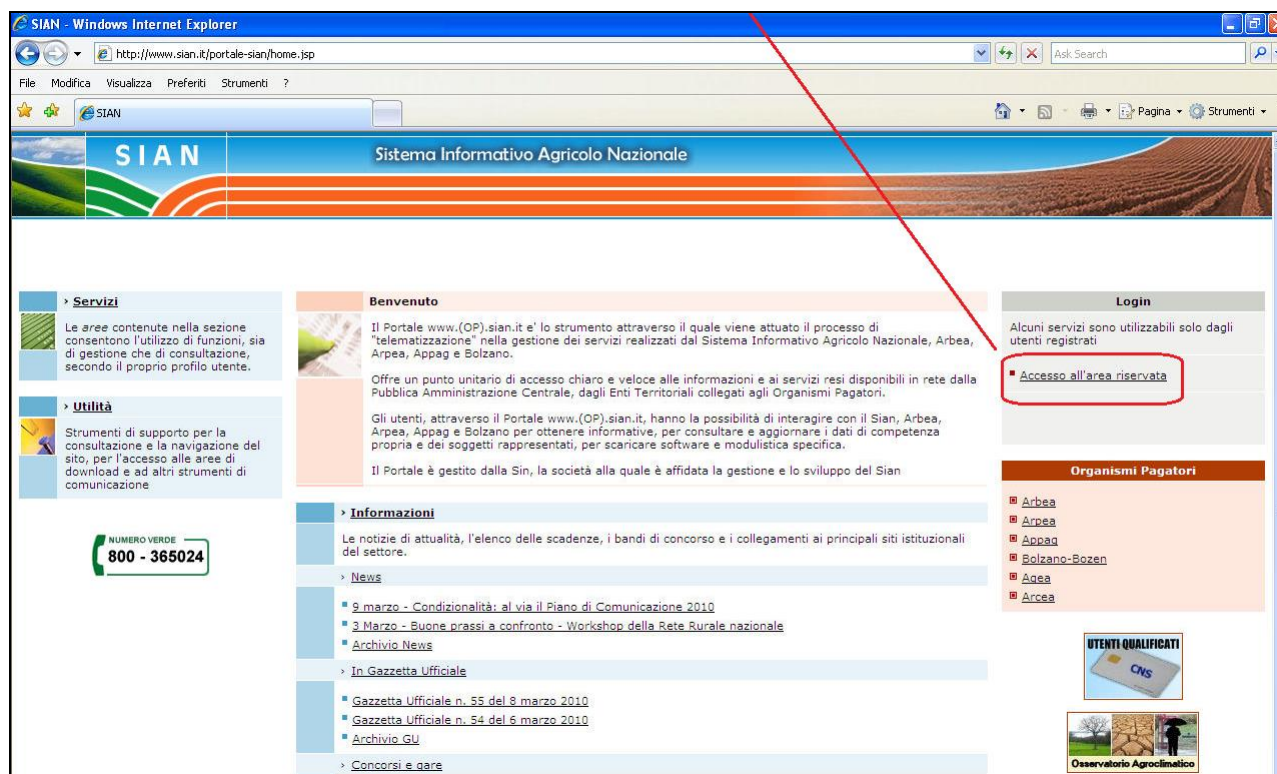 SIAN - Windows Internet Explorer
http://www.sian.it/portale-sian/home.jsp
Ask Search
File Modifica Visualizza Preferiti Strumenti ?
SIAN
Pagina Strumenti
SIAN
Sistema Informativo Agricolo Nazionale
› Servizi
Le aree contenute nella sezione
consentono l'utilizzo di funzioni, sia
di gestione che di consultazione,
secondo il proprio profilo utente.
› Utilità
Strumenti di supporto per la
consultazione e la navigazione del
sito, per l'accesso alle aree di
download e ad altri strumenti di
comunicazione
NUMERO VERDE
800 - 365024
Benvenuto
Il Portale www.(OP).sian.it e' lo strumento attraverso il quale viene attuato il processo di
"telematizzazione" nella gestione dei servizi realizzati dal Sistema Informativo Agricolo Nazionale, Arbea,
Arpea, Appag e Bolzano.
Offre un punto unitario di accesso chiaro e veloce alle informazioni e ai servizi resi disponibili in rete dalla
Pubblica Amministrazione Centrale, dagli Enti Territoriali collegati agli Organismi Pagatori.
Gli utenti, attraverso il Portale www.(OP).sian.it, hanno la possibilità di interagire con il Sian, Arbea,
Arpea, Appag e Bolzano per ottenere informative, per consultare e aggiornare i dati di competenza
propria e dei soggetti rappresentati, per scaricare software e modulistica specifica.
Il Portale è gestito dalla Sin, la società alla quale è affidata la gestione e lo sviluppo del Sian
› Informazioni
Le notizie di attualità, l'elenco delle scadenze, i bandi di concorso e i collegamenti ai principali siti istituzionali
del settore.
› News
9 marzo - Condizionalità: al via il Piano di Comunicazione 2010
3 Marzo - Buone prassi a confronto - Workshop della Rete Rurale nazionale
Archivio News
› In Gazzetta Ufficiale
Gazzetta Ufficiale n. 55 del 8 marzo 2010
Gazzetta Ufficiale n. 54 del 6 marzo 2010
Archivio GU
› Concorsi e gare
Login
Alcuni servizi sono utilizzabili solo dagli
utenti registrati
Accesso all'area riservata
Organismi Pagatori
Arbea
Arpea
Appag
Bolzano-Bozen
Agea
Arcea
UTENTI QUALIFICATI
CNS
Osservatorio Agroclimatico